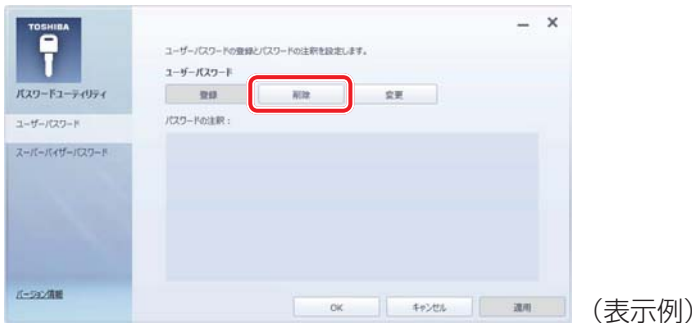 TOSHIBA
パスワードユーティリティ
ユーザーパスワード
スーパーバイザーパスワード
バージョン情報
ユーザーパスワードの登録とパスワードの注釈を設定します。
ユーザーパスワード
登録 削除 変更
パスワードの注釈：
OK キャンセル 適用
（表示例）